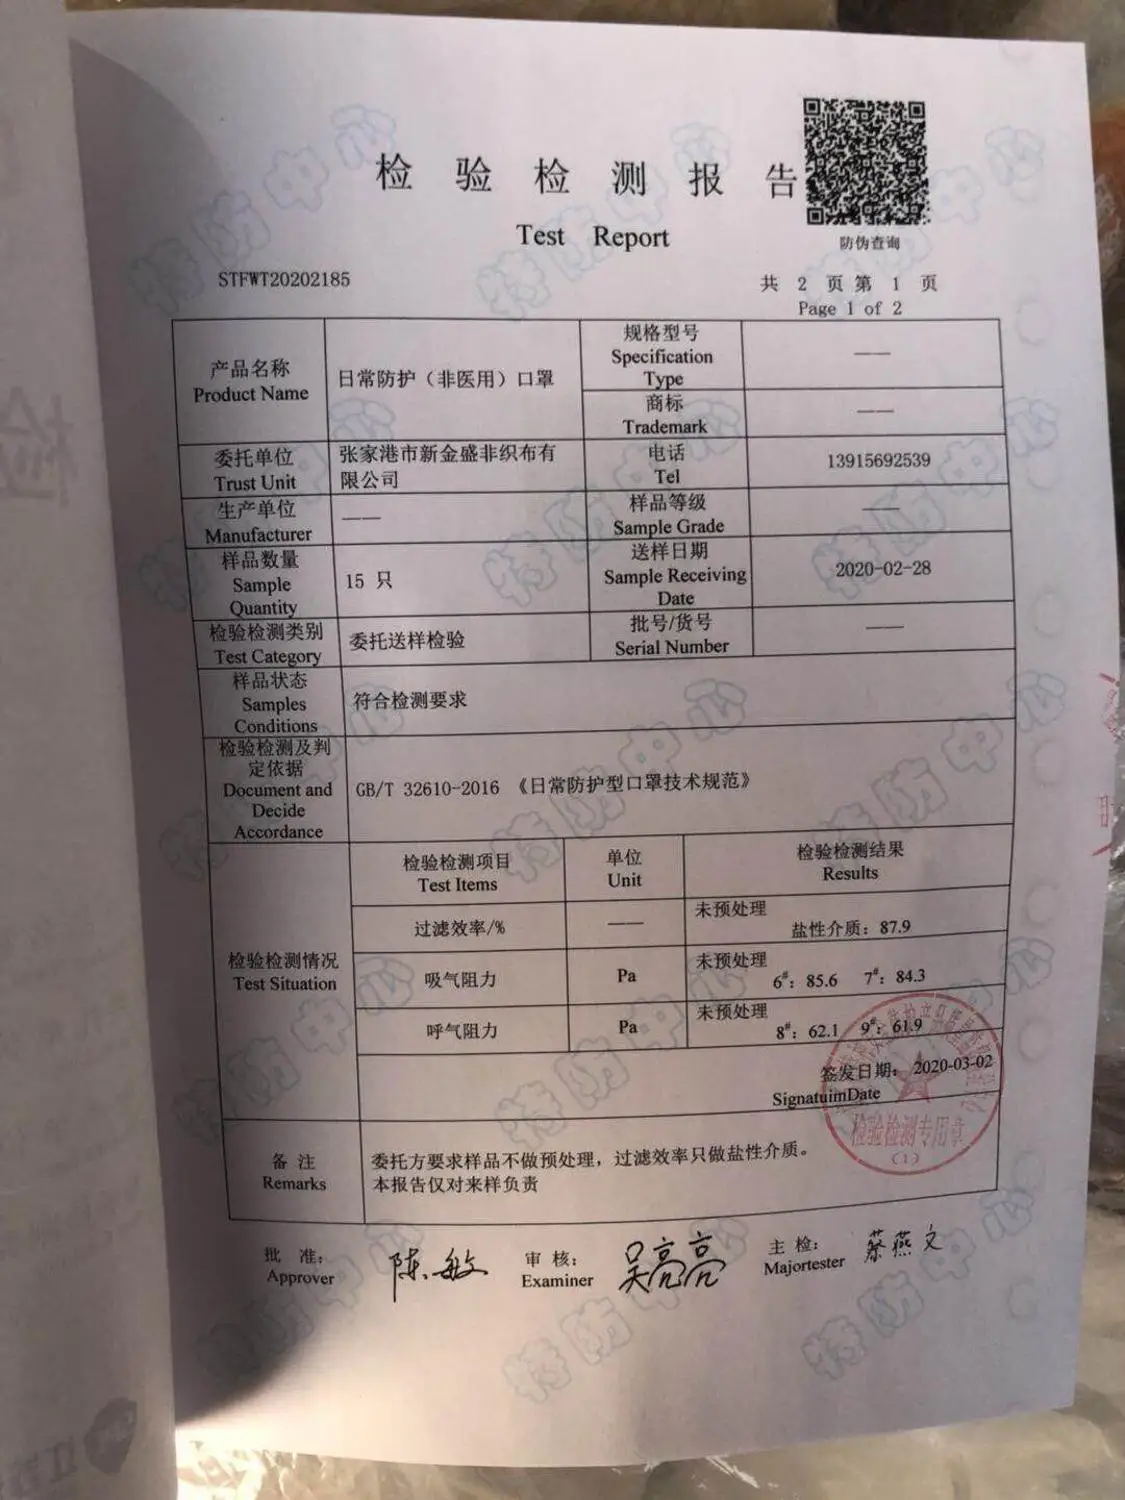 检验检测报告
Test Report
防伪查询
STFWT20202185
共 2 页 第 1 页
Page 1 of 2
产品名称
Product Name
日常防护（非医用）口罩
规格型号
Specification
Type
——
商标
Trademark
——
委托单位
Trust Unit
张家港市新金盛非织布有
限公司
电话
Tel
13915692539
生产单位
Manufacturer
——
样品等级
Sample Grade
——
样品数量
Sample
Quantity
15 只
送样日期
Sample Receiving
Date
2020-02-28
检验检测类别
Test Category
委托送样检验
批号/货号
Serial Number
——
样品状态
Samples
Conditions
符合检测要求
检验检测及判
定依据
Document and
Decide
Accordance
GB/T 32610-2016 《日常防护型口罩技术规范》
检验检测情况
Test Situation
检验检测项目
Test Items
单位
Unit
检验检测结果
Results
过滤效率/%
——
未预处理
盐性介质：87.9
吸气阻力
Pa
未预处理
6#：85.6 7#：84.3
呼气阻力
Pa
未预处理
8#：62.1 9#：61.9
签发日期：2020-03-02
SignatuimDate
检验检测专用章
（1）
备 注
Remarks
委托方要求样品不做预处理，过滤效率只做盐性介质。
本报告仅对来样负责
批 准：
Approver
陈敏
审 核：
Examiner
吴亮亮
主 检：
Majortester
蔡燕文
特防中心